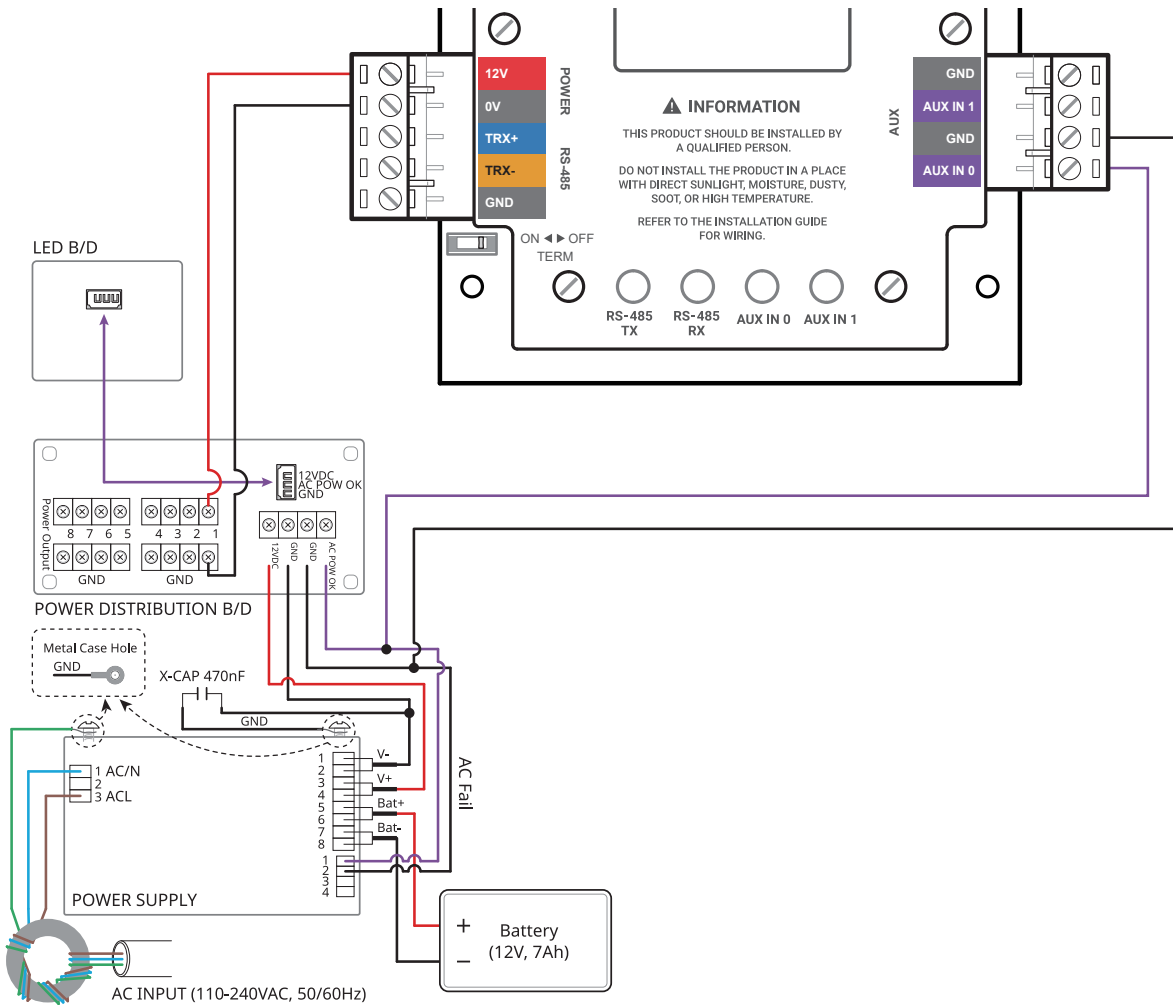 12V
0V
TRX+
TRX-
GND
POWER
RS-485
INFORMATION
THIS PRODUCT SHOULD BE INSTALLED BY
A QUALIFIED PERSON.
DO NOT INSTALL THE PRODUCT IN A PLACE
WITH DIRECT SUNLIGHT, MOISTURE, DUSTY,
SOOT, OR HIGH TEMPERATURE.
REFER TO THE INSTALLATION GUIDE
FOR WIRING.
AUX
GND
AUX IN 1
GND
AUX IN 0
ON ◄ ► OFF
TERM
RS-485
TX
RS-485
RX
AUX IN 0
AUX IN 1
LED B/D
12VDC
AC POW OK
GND
Power Output
8 7 6 5
4 3 2 1
GND
GND
12VDC
GND
GND
AC POW OK
POWER DISTRIBUTION B/D
Metal Case Hole
GND
X-CAP 470nF
GND
1 AC/N
2
3 ACL
1
2
3
4
5
6
7
8
V-
V+
Bat+
Bat-
AC Fail
1
2
3
4
POWER SUPPLY
+
−
Battery
(12V, 7Ah)
AC INPUT (110-240VAC, 50/60Hz)